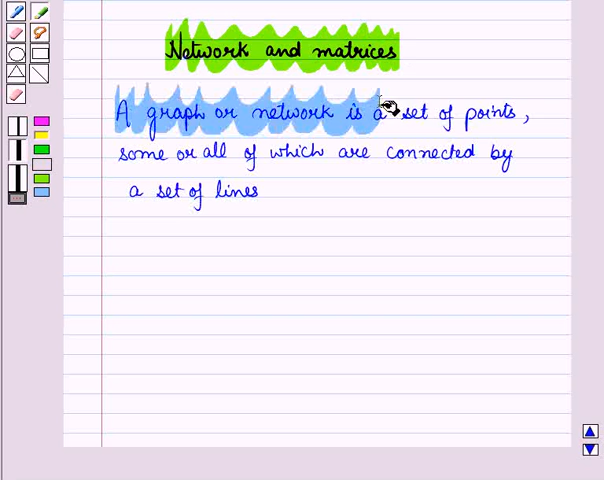 Network and matrices
A graph or network is a set of points,
some or all of which are connected by
a set of lines